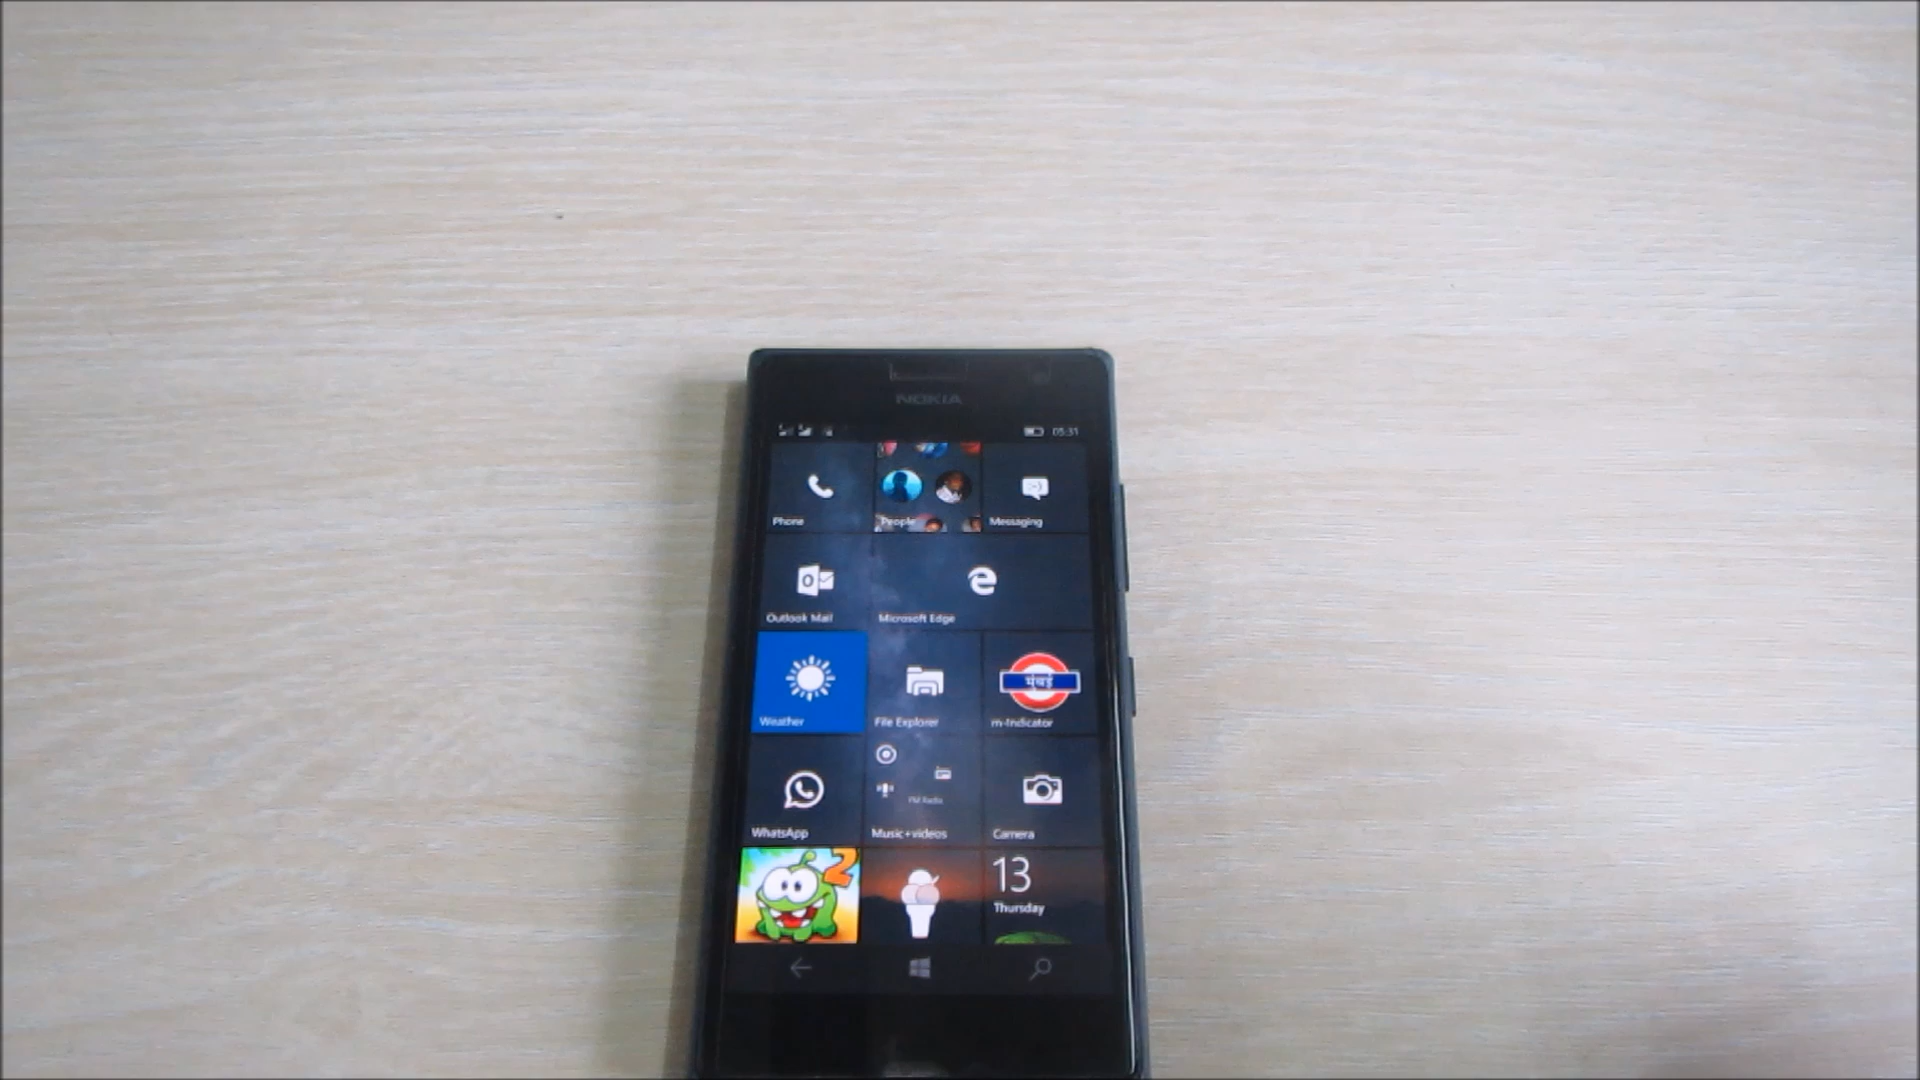 NOKIA
05:31
Phone
People
Messaging
Outlook Mail
Microsoft Edge
Weather
File Explorer
मुंबई
m-Indicator
FM Radio
WhatsApp
Music+videos
Camera
2
13
Thursday